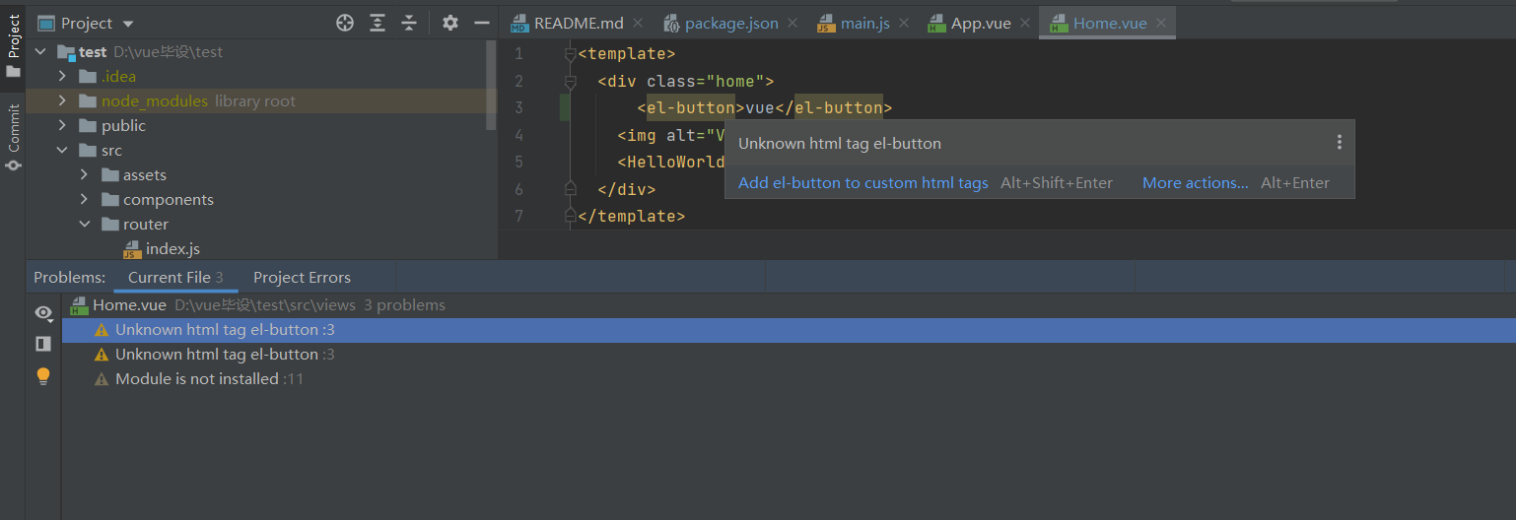 Project
Commit
Project
test D:\vue毕设\test
.idea
node_modules library root
public
src
assets
components
router
index.js
README.md package.json main.js App.vue Home.vue
1 <template>
2 <div class="home">
3 <el-button>vue</el-button>
4 <img alt="V
5 <HelloWorld
6 </div>
7 </template>
Unknown html tag el-button
Add el-button to custom html tags Alt+Shift+Enter More actions... Alt+Enter
Problems: Current File 3 Project Errors
Home.vue D:\vue毕设\test\src\views 3 problems
Unknown html tag el-button :3
Unknown html tag el-button :3
Module is not installed :11